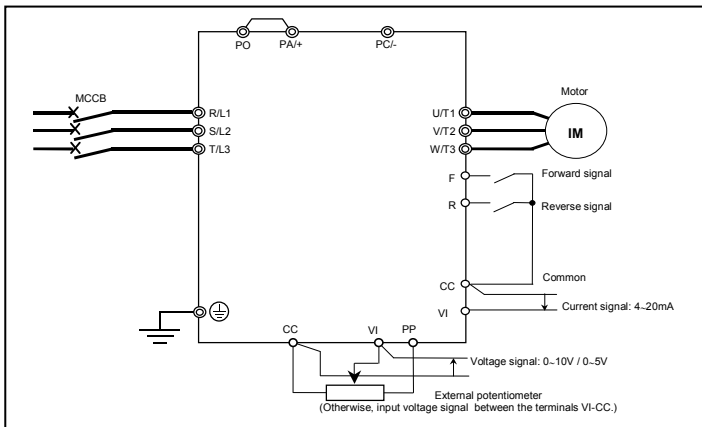 PO PA/+ PC/-
MCCB
Motor
R/L1 U/T1
S/L2 V/T2 IM
T/L3 W/T3
F Forward signal
R Reverse signal
Common
CC
Current signal: 4~20mA
VI
CC VI PP
Voltage signal: 0~10V / 0~5V
External potentiometer
(Otherwise, input voltage signal between the terminals VI-CC.)